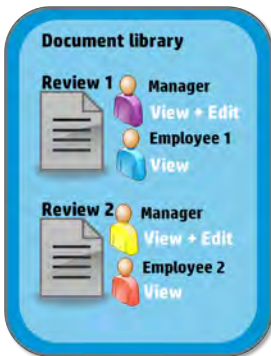 Document library
Review 1
Manager
View + Edit
Employee 1
View
Review 2
Manager
View + Edit
Employee 2
View